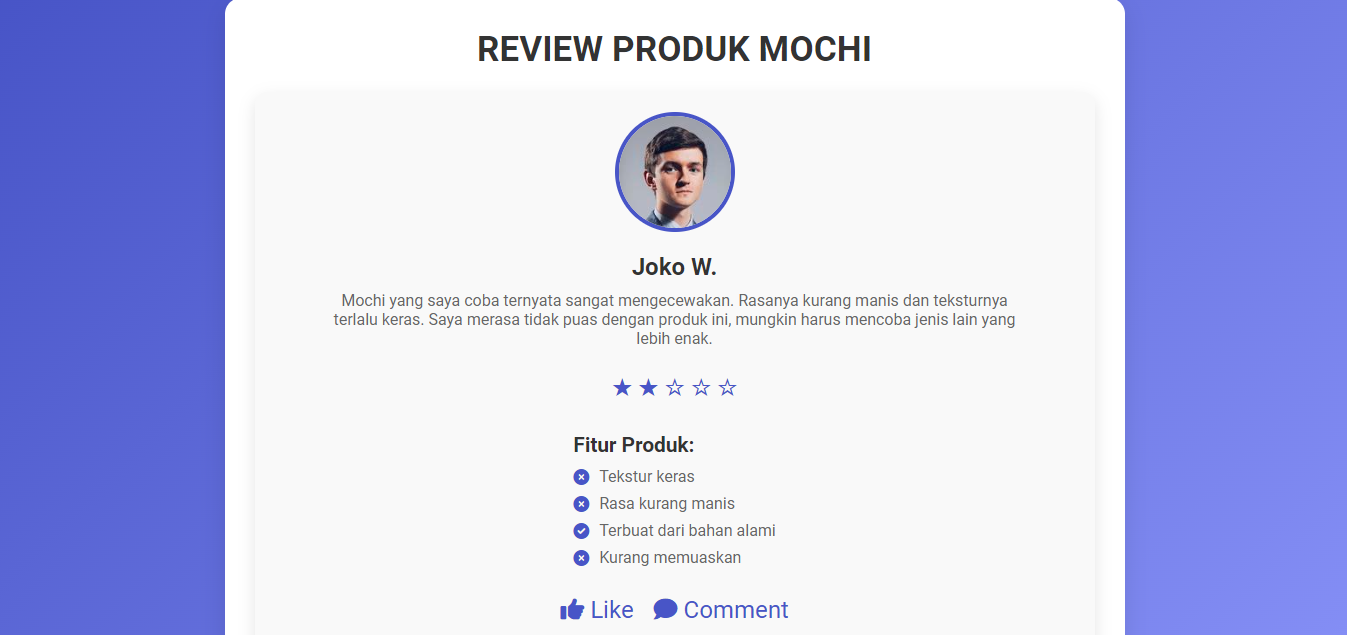 REVIEW PRODUK MOCHI
Joko W.
Mochi yang saya coba ternyata sangat mengecewakan. Rasanya kurang manis dan teksturnya
terlalu keras. Saya merasa tidak puas dengan produk ini, mungkin harus mencoba jenis lain yang
lebih enak.
Fitur Produk:
Tekstur keras
Rasa kurang manis
Terbuat dari bahan alami
Kurang memuaskan
Like Comment